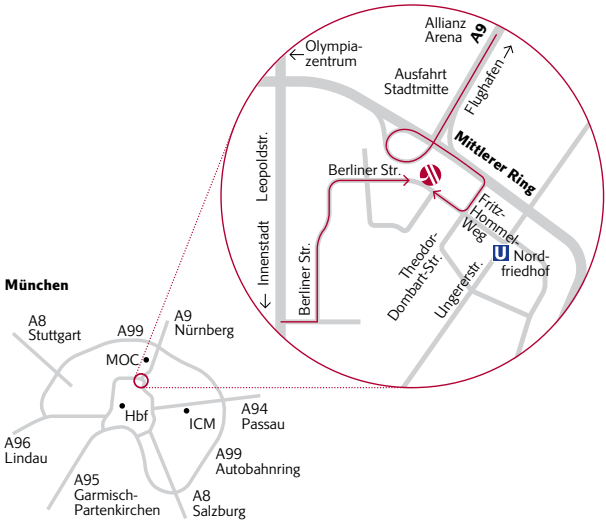 Allianz
Arena
A9
Olympia-
zentrum
Flughafen
Ausfahrt
Stadtmitte
Mittlerer Ring
Leopoldstr.
Berliner Str.
Fritz-
Hommel-
Weg
Innenstadt
Berliner Str.
Theodor-
Dombart-Str.
U Nord-
friedhof
Ungererstr.
München
A8
Stuttgart
A99
A9
Nürnberg
MOC
Hbf
ICM
A94
Passau
A96
Lindau
A99
Autobahnring
A95
Garmisch-
Partenkirchen
A8
Salzburg